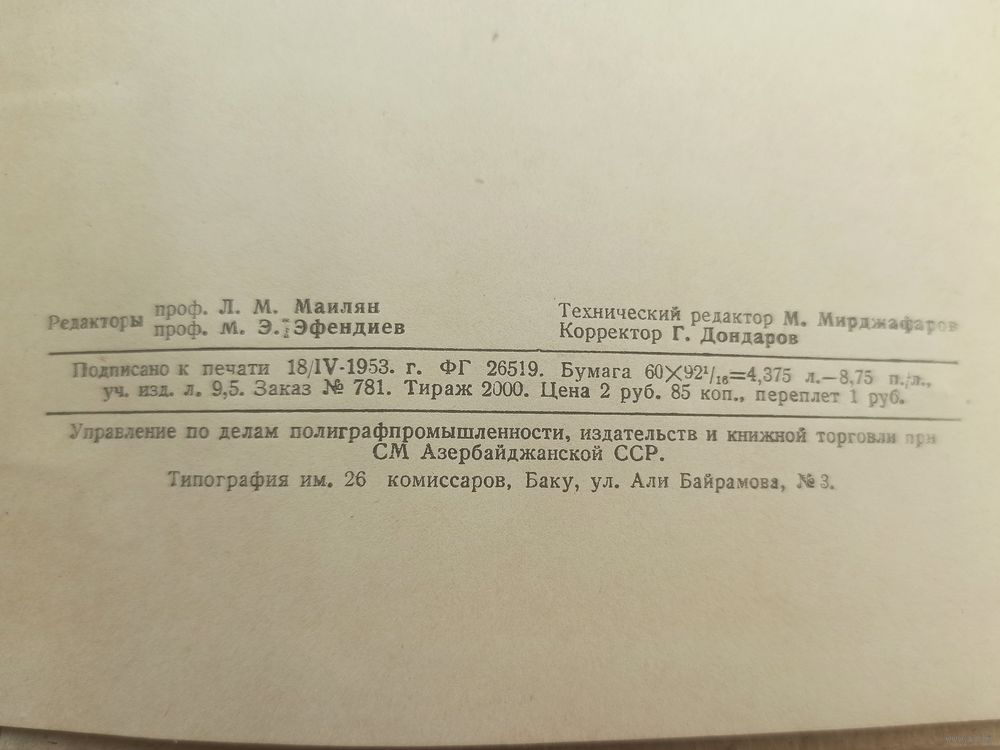 Редакторы проф. Л. М. Маилян
проф. М. Э. Эфендиев
Технический редактор М. Мирджафаров
Корректор Г. Дондаров
Подписано к печати 18/IV-1953. г. ФГ 26519. Бумага 60×92¹/₁₆=4,375 л.—8,75 п. л.,
уч. изд. л. 9,5. Заказ № 781. Тираж 2000. Цена 2 руб. 85 коп., переплет 1 руб.
Управление по делам полиграфпромышленности, издательств и книжной торговли при
СМ Азербайджанской ССР.
Типография им. 26 комиссаров, Баку, ул. Али Байрамова, № 3.